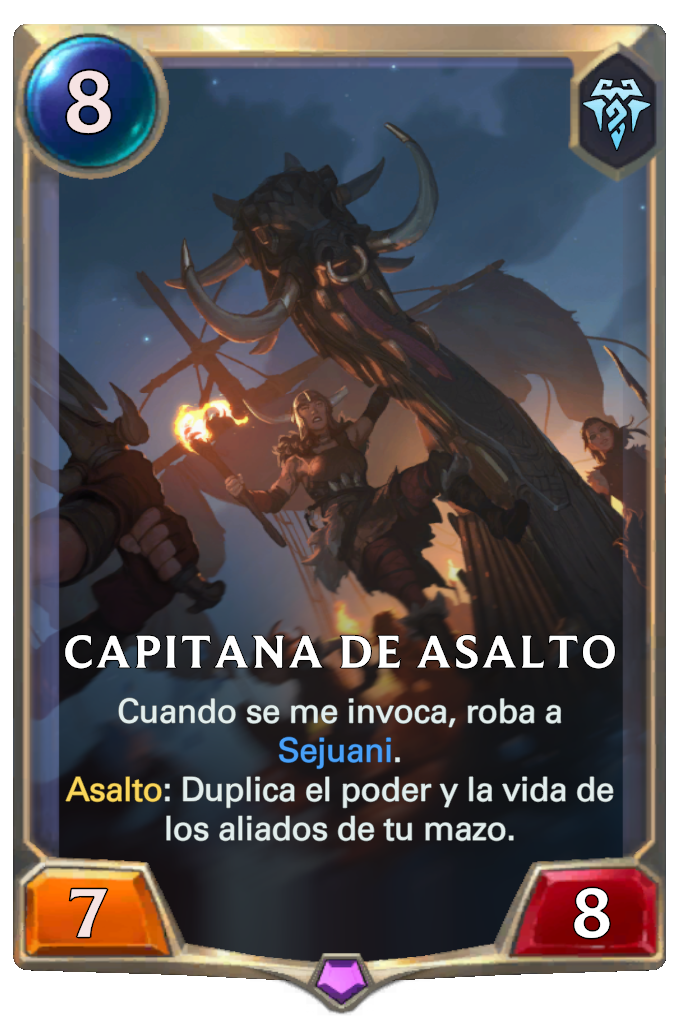 8
CAPITANA DE ASALTO
Cuando se me invoca, roba a
Sejuani.
Asalto: Duplica el poder y la vida de
los aliados de tu mazo.
7
8